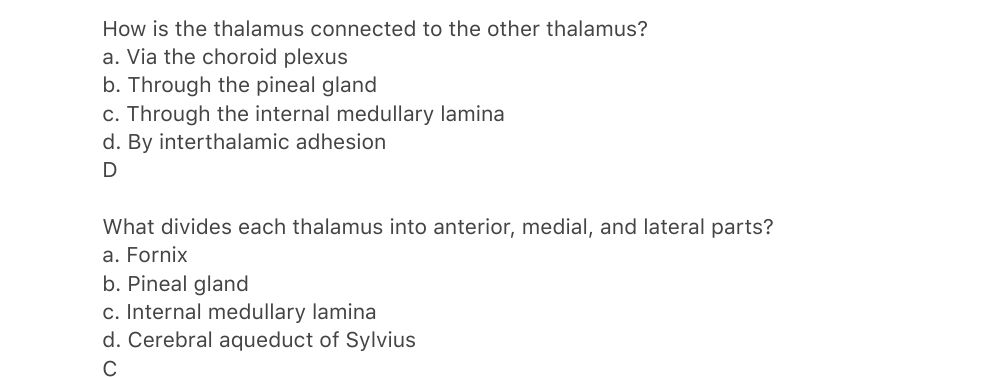 How is the thalamus connected to the other thalamus?
a. Via the choroid plexus
b. Through the pineal gland
c. Through the internal medullary lamina
d. By interthalamic adhesion
D
What divides each thalamus into anterior, medial, and lateral parts?
a. Fornix
b. Pineal gland
c. Internal medullary lamina
d. Cerebral aqueduct of Sylvius
C